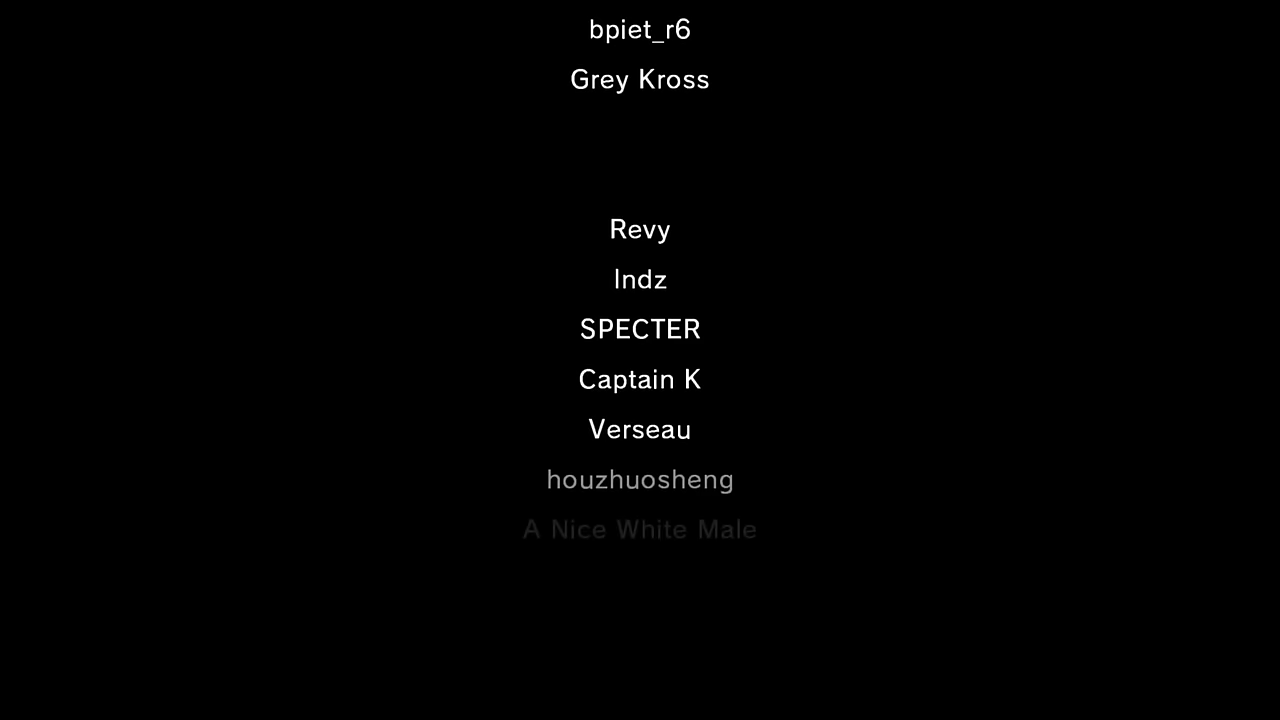 bpiet_r6
Grey Kross
Revy
Indz
SPECTER
Captain K
Verseau
houzhuosheng
A Nice White Male